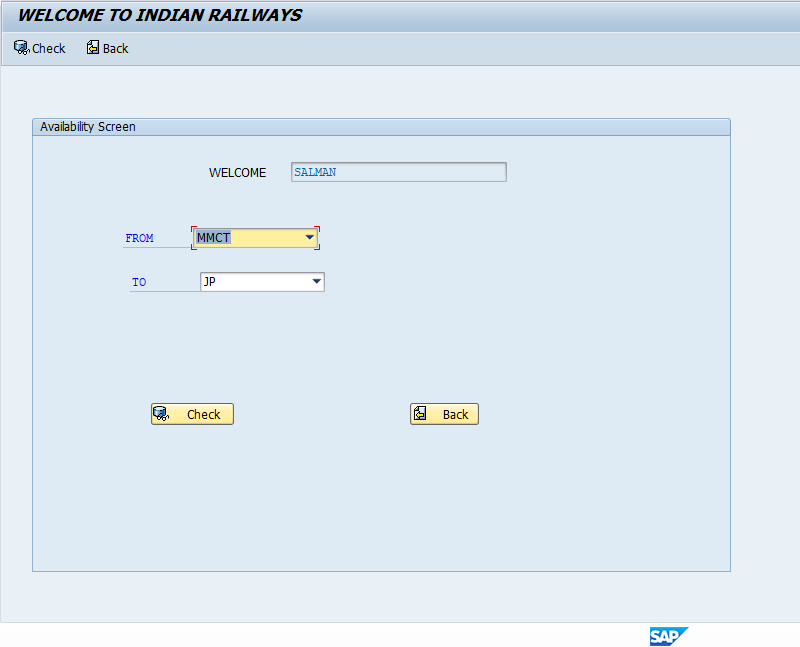 WELCOME TO INDIAN RAILWAYS
Check Back
Availability Screen
WELCOME SALMAN
FROM MMCT
TO JP
Check Back
SAP